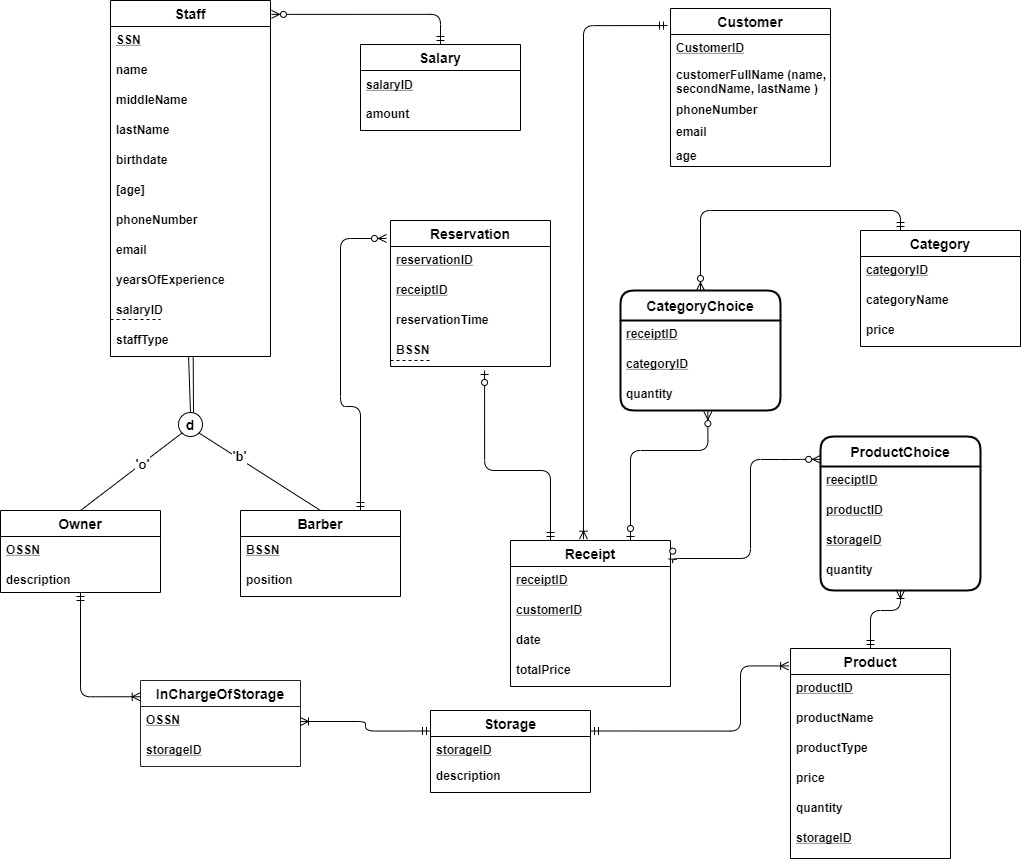 Staff
SSN
name
middleName
lastName
birthdate
[age]
phoneNumber
email
yearsOfExperience
salaryID
staffType
Salary
salaryID
amount
Customer
CustomerID
customerFullName (name,
secondName, lastName )
phoneNumber
email
age
Reservation
reservationID
receiptID
reservationTime
BSSN
Category
categoryID
categoryName
price
CategoryChoice
receiptID
categoryID
quantity
d
'o'
'b'
ProductChoice
reeciptID
productID
storageID
quantity
Owner
OSSN
description
Barber
BSSN
position
Receipt
receiptID
customerID
date
totalPrice
InChargeOfStorage
OSSN
storageID
Storage
storageID
description
Product
productID
productName
productType
price
quantity
storageID